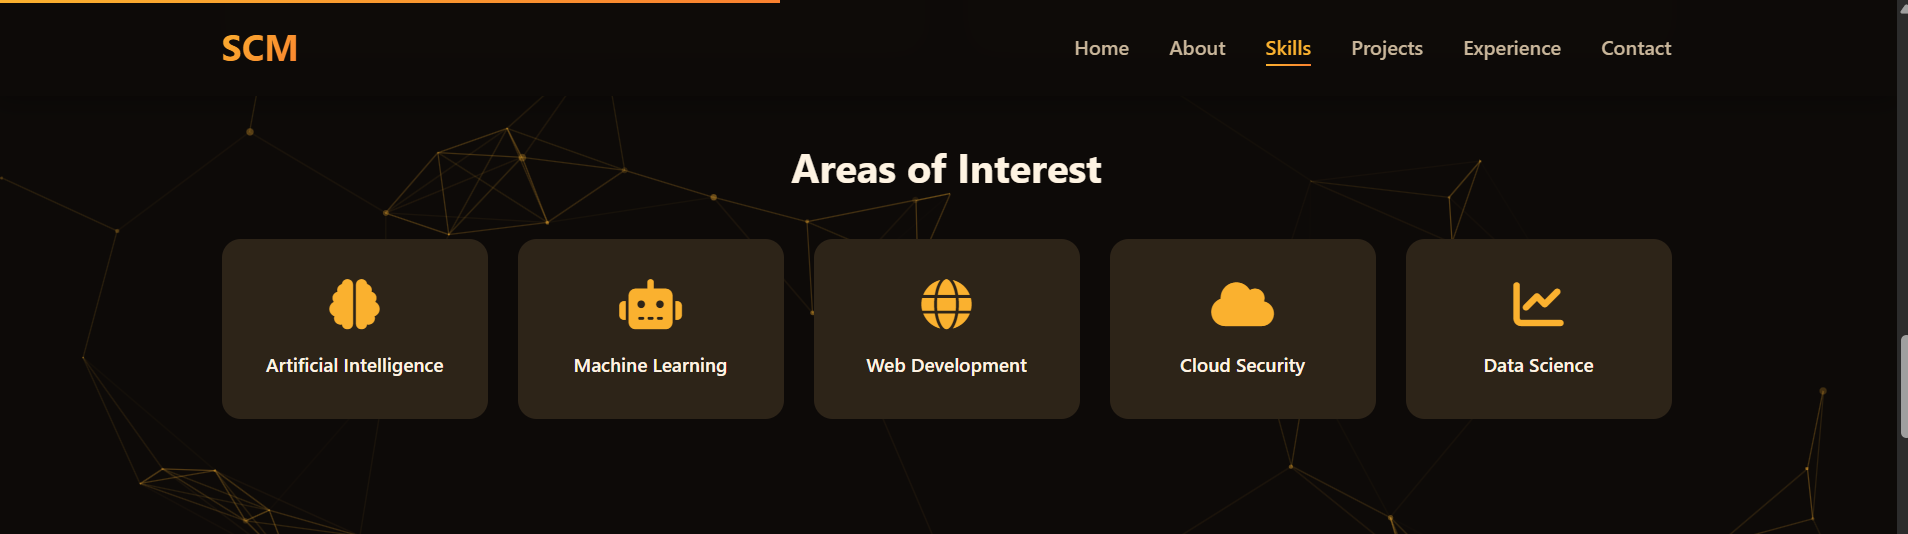 SCM
Home About Skills Projects Experience Contact
Areas of Interest
Artificial Intelligence
Machine Learning
Web Development
Cloud Security
Data Science